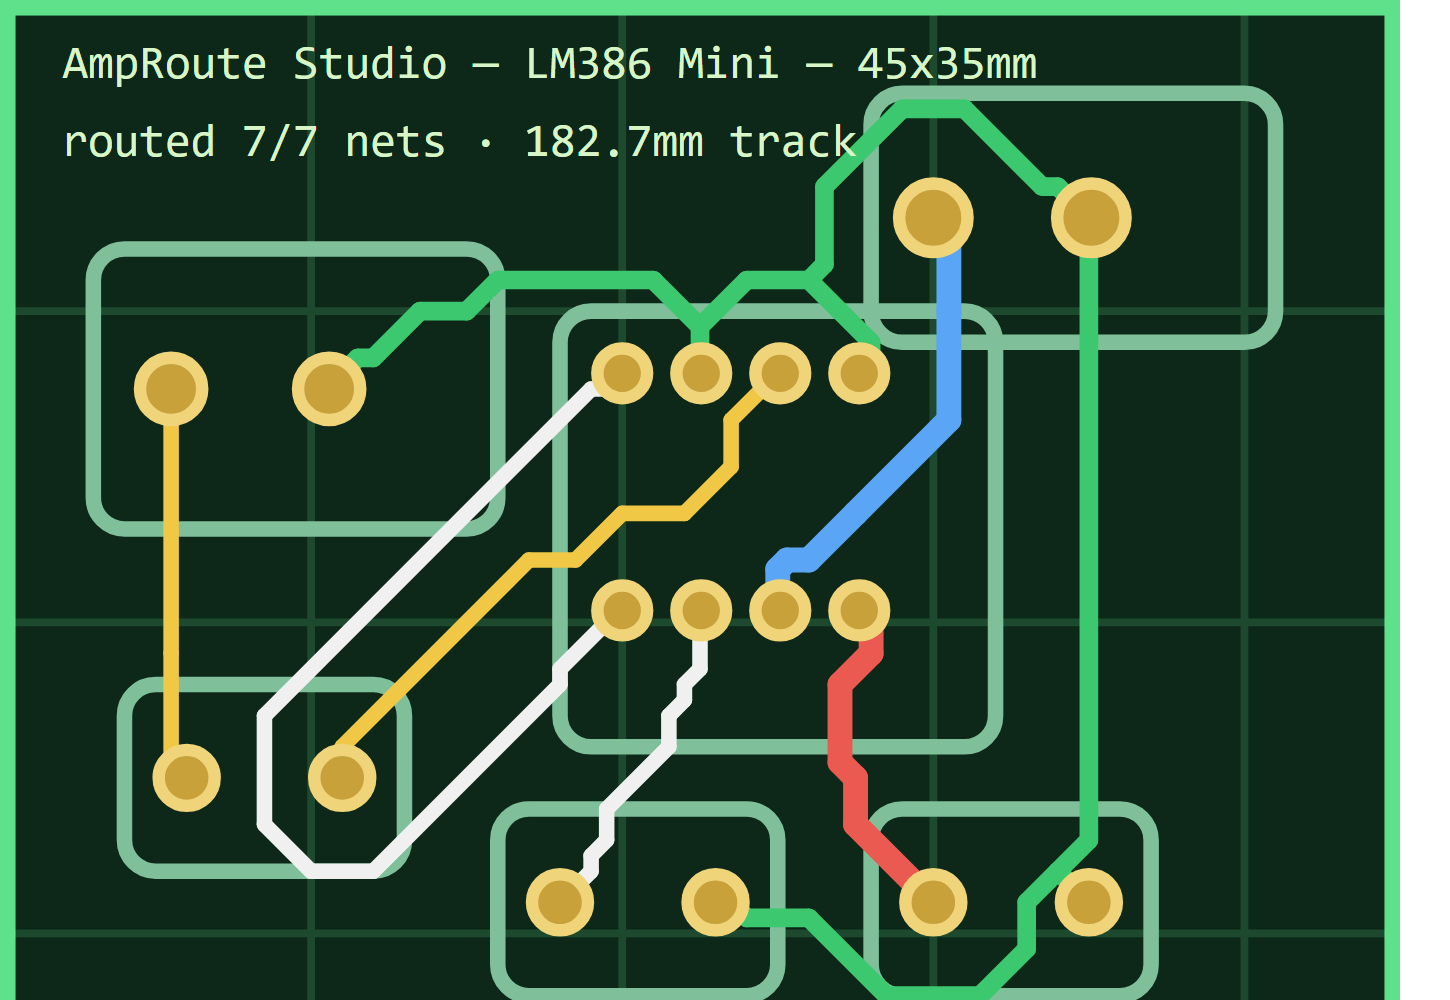 AmpRoute Studio — LM386 Mini — 45x35mm
routed 7/7 nets · 182.7mm track